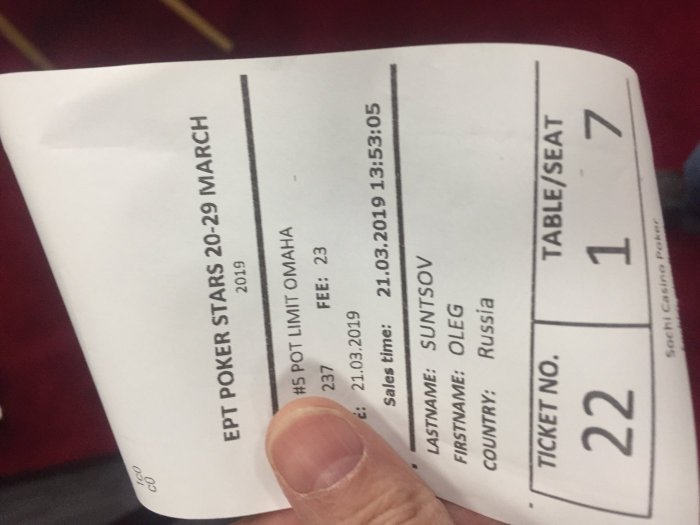 EPT POKER STARS 20-29 MARCH
2019
#5 POT LIMIT OMAHA
237 FEE: 23
21.03.2019
Sales time: 21.03.2019 13:53:05
LASTNAME: SUNTSOV
FIRSTNAME: OLEG
COUNTRY: Russia
TICKET NO. TABLE/SEAT
22 1 7
Sochi Casino Poker